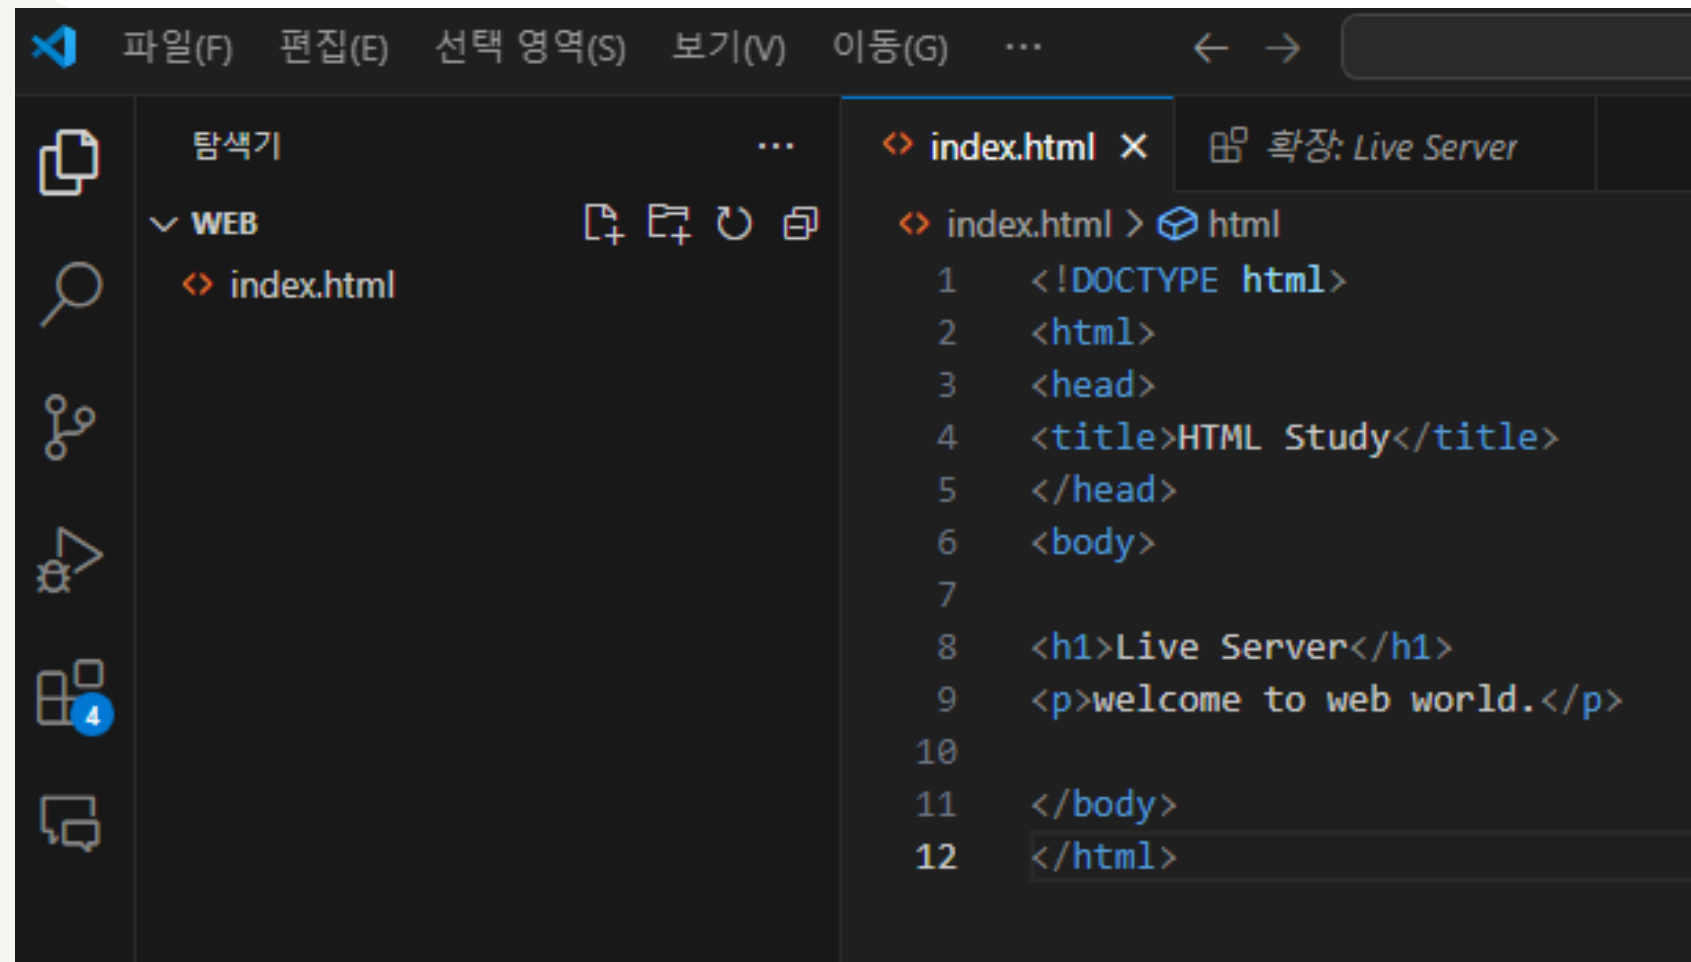 파일(F) 편집(E) 선택 영역(S) 보기(V) 이동(G) ···
탐색기
WEB
index.html
4
index.html 확장: Live Server
index.html > html
1 <!DOCTYPE html>
2 <html>
3 <head>
4 <title>HTML Study</title>
5 </head>
6 <body>
7
8 <h1>Live Server</h1>
9 <p>welcome to web world.</p>
10
11 </body>
12 </html>